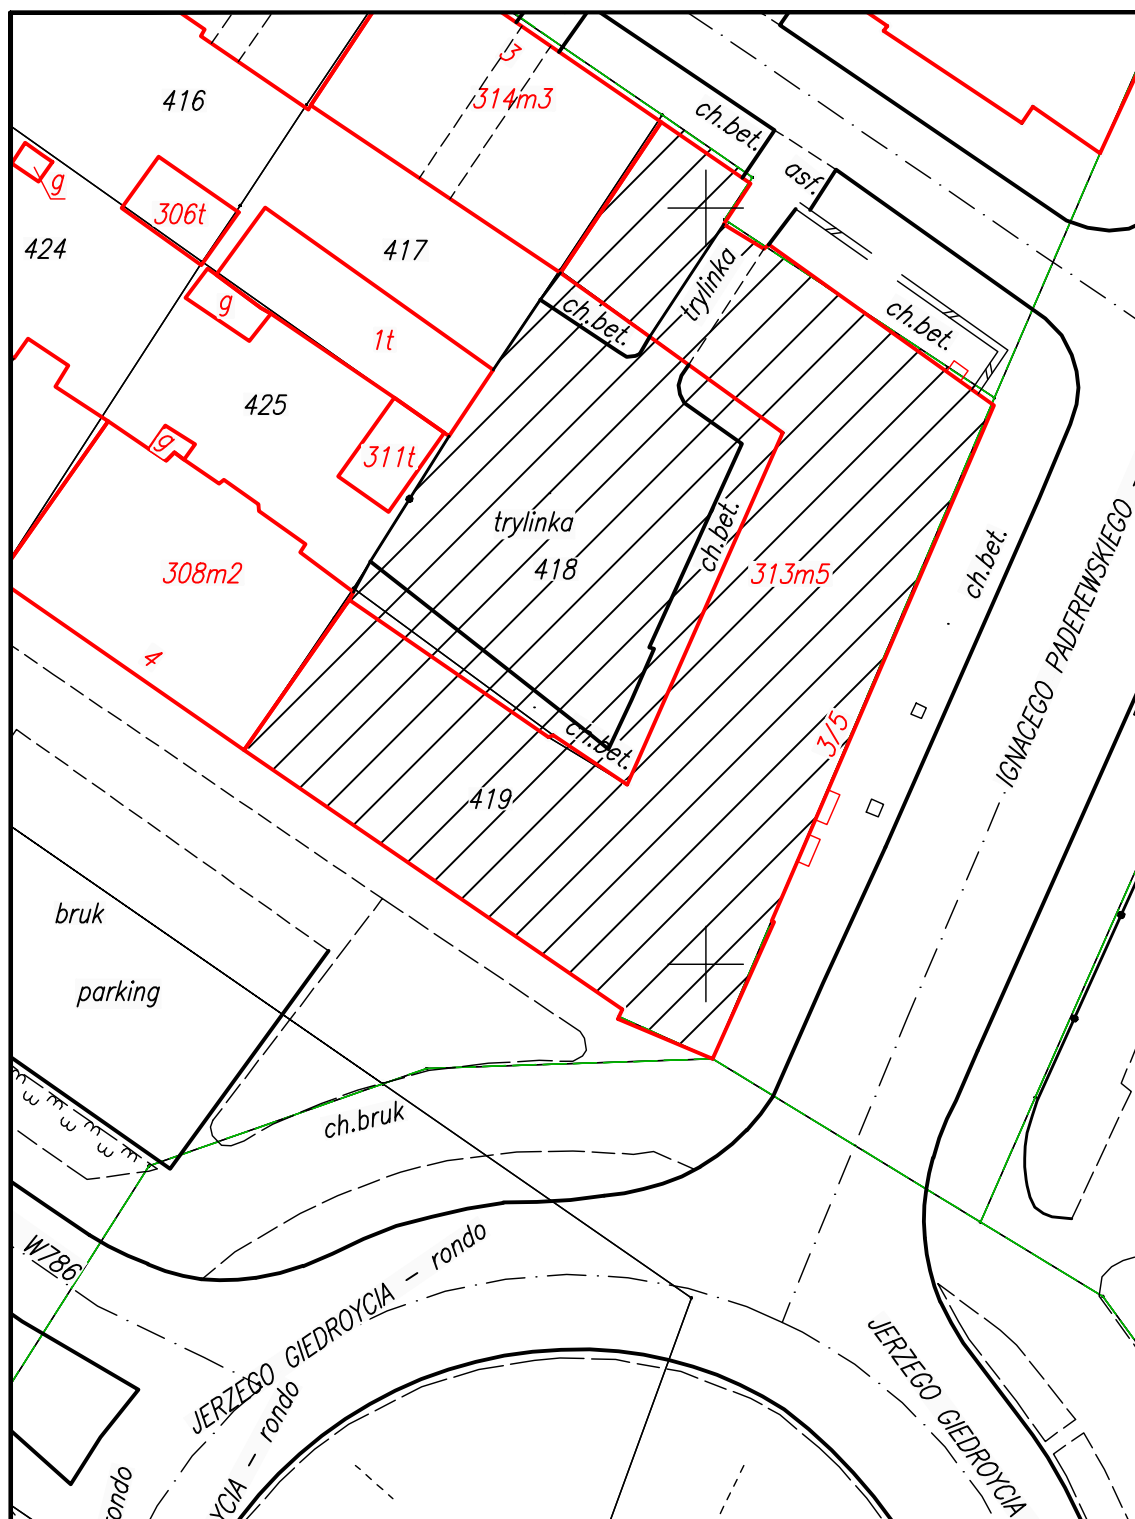 3
416
314m3
ch.bet.
asf.
g
306t
424
417
trylinka
g
ch.bet.
ch.bet.
1t
425
g
311t
trylinka
ch.bet.
418
308m2
313m5
ch.bet.
IGNACEGO PADEREWSKIEGO
4
3/5
ch.bet.
419
bruk
parking
ch.bruk
W786
JERZEGO GIEDROYCIA - rondo
JERZEGO GIEDROYCIA
YCIA - rondo
ondo